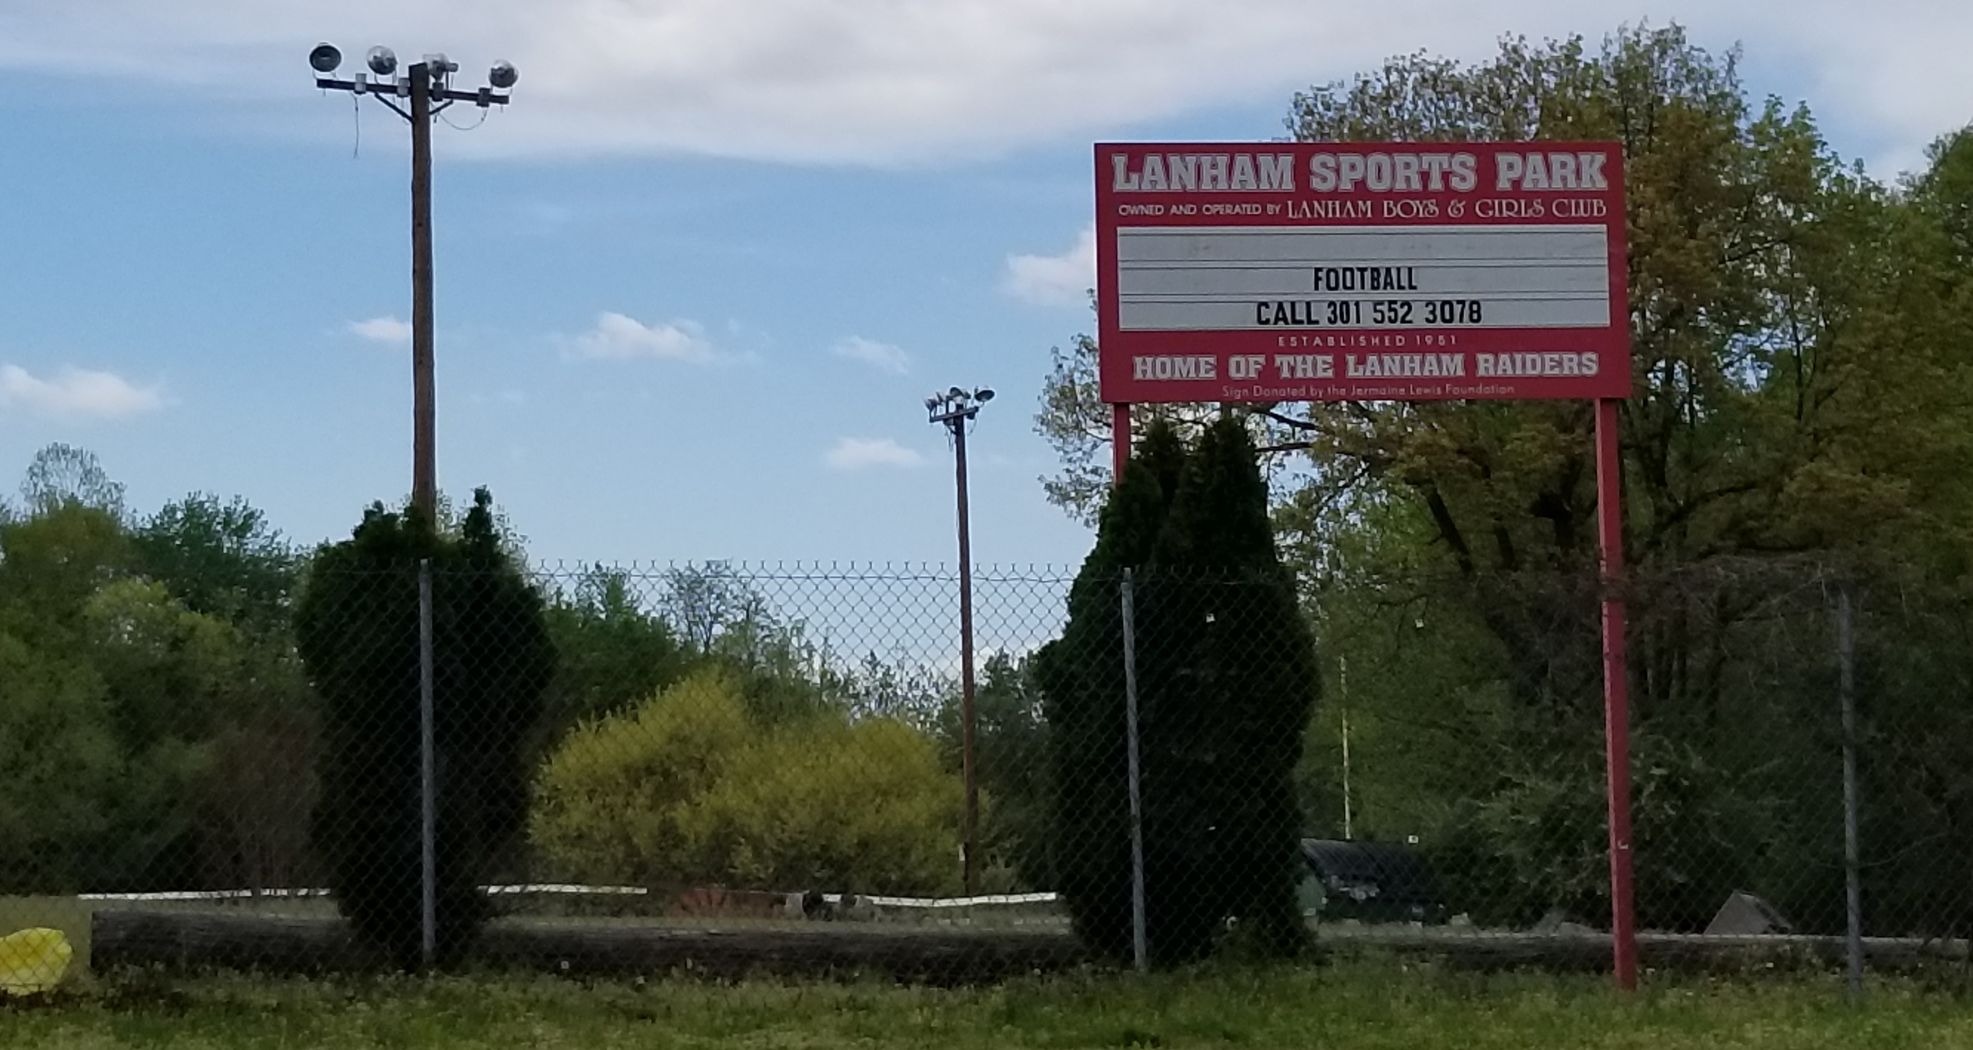 LANHAM SPORTS PARK
OWNED AND OPERATED BY LANHAM BOYS & GIRLS CLUB
FOOTBALL
CALL 301 552 3078
ESTABLISHED 1951
HOME OF THE LANHAM RAIDERS
Sign Donated by the Jermaine Lewis Foundation